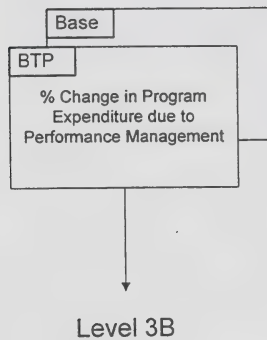 Base
BTP
% Change in Program
Expenditure due to
Performance Management
Level 3B